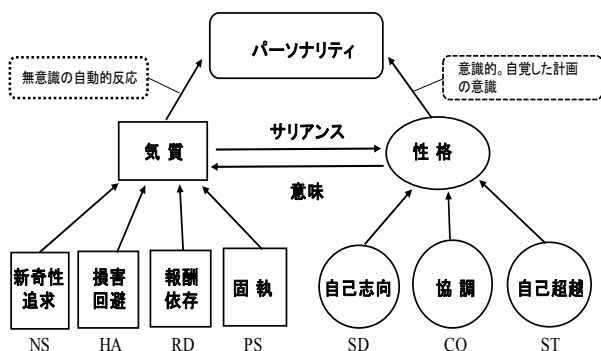 パーソナリティ
無意識の自動的反応
意識的。自覚した計画
の意識
サリアンス
気 質
性 格
意味
新奇性
追求
損害
回避
報酬
依存
固 執
自己志向
協 調
自己超越
NS
HA
RD
PS
SD
CO
ST